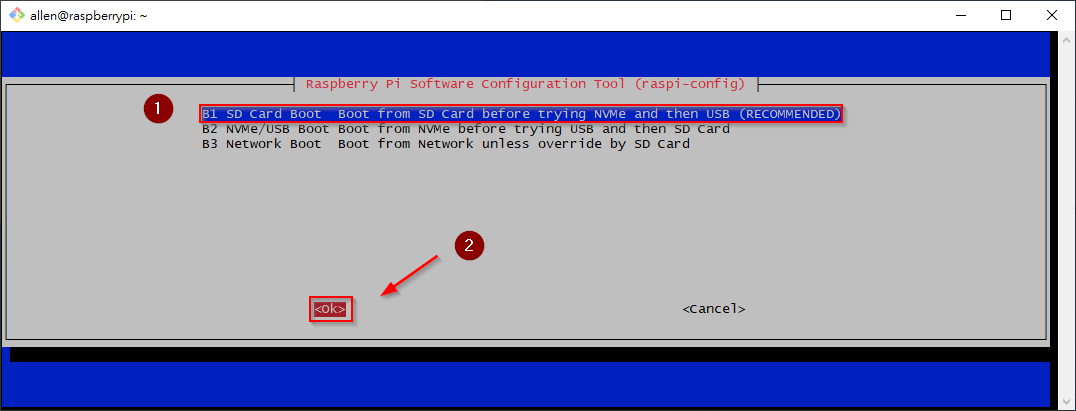 allen@raspberrypi: ~
Raspberry Pi Software Configuration Tool (raspi-config)
1
B1 SD Card Boot  Boot from SD Card before trying NVMe and then USB (RECOMMENDED)
B2 NVMe/USB Boot Boot from NVMe before trying USB and then SD Card
B3 Network Boot  Boot from Network unless override by SD Card
2
<Ok> <Cancel>